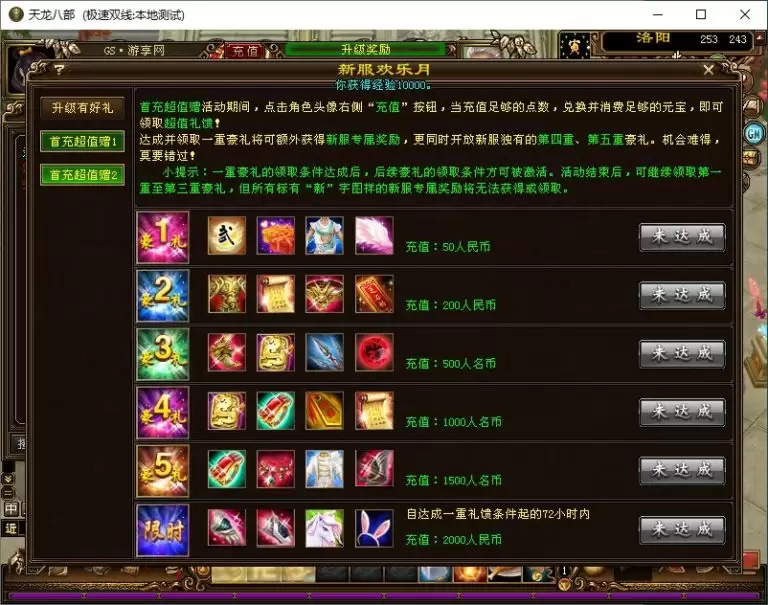 天龙八部 (极速双线:本地测试)
GS·游享网
充值
升级奖励
寅
洛阳
253 243
?
新服欢乐月
你获得经验10000。
GM
升级有好礼
首充超值赠1
首充超值赠2
首充超值赠活动期间，点击角色头像右侧“充值”按钮，当充值足够的点数，兑换并消费足够的元宝，即可
领取超值礼馈！
达成并领取一重豪礼将可额外获得新服专属奖励，更同时开放新服独有的第四重、第五重豪礼。机会难得，
莫要错过！
小提示：一重豪礼的领取条件达成后，后续豪礼的领取条件方可被激活。活动结束后，可继续领取第一
重至第三重豪礼，但所有标有“新”字图样的新服专属奖励将无法获得或领取。
1 豪礼
武
充值：50人民币
未达成
2 豪礼
充值：200人民币
未达成
3 豪礼
充值：500人名币
未达成
4 豪礼
充值：1000人名币
未达成
5 豪礼
充值：1500人名币
未达成
限时
自达成一重礼馈条件起的72小时内
充值：2000人民币
未达成
甲
近
1